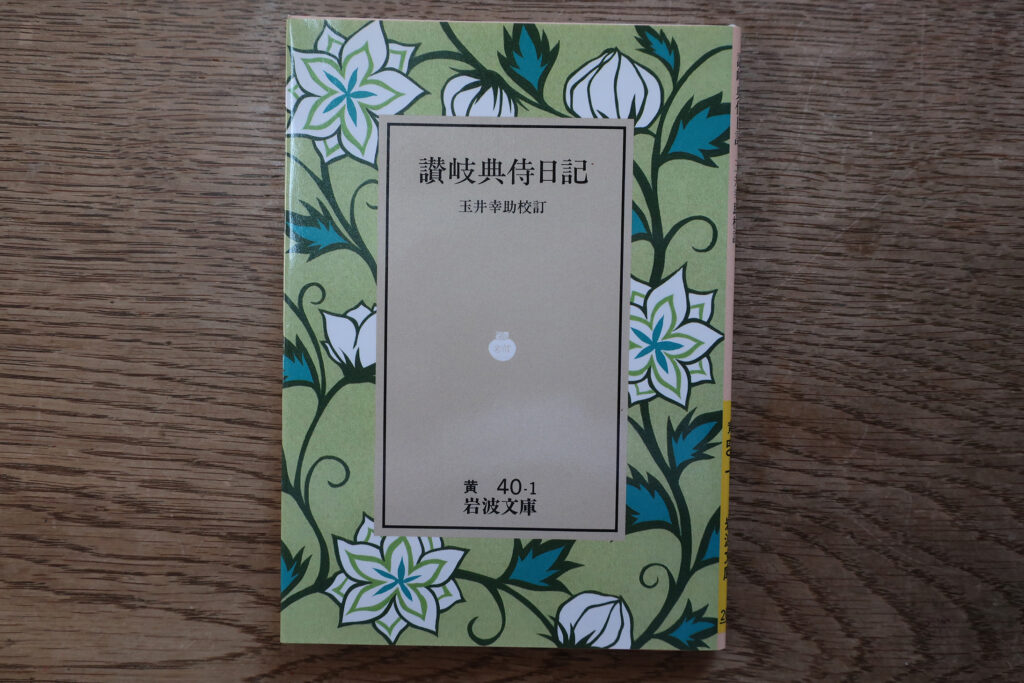 讃岐典侍日記
玉井幸助校訂
黄 40-1
岩波文庫